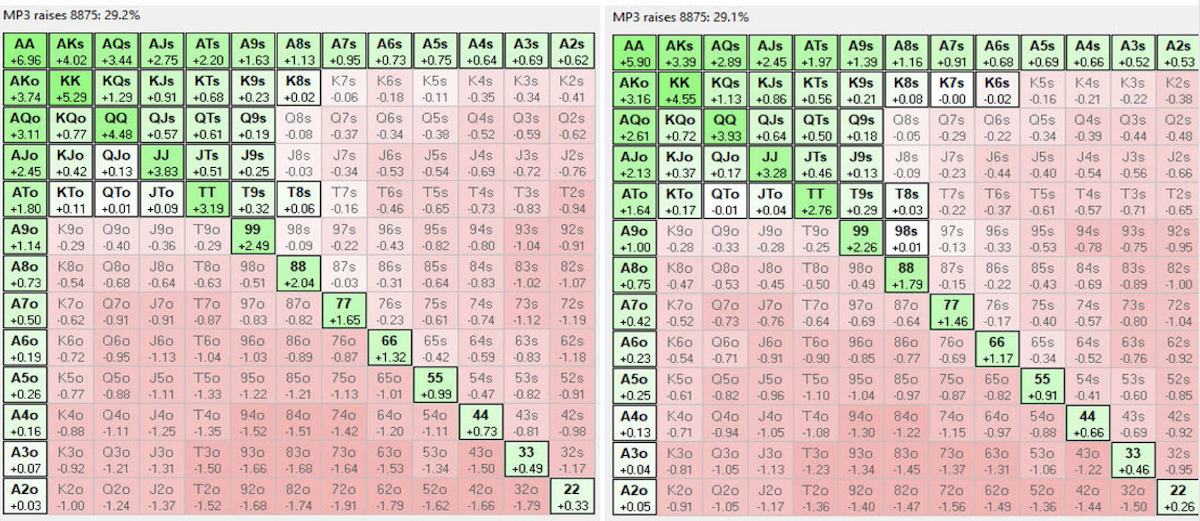 MP3 raises 8875: 29.2%
AA AKs AQs AJs ATs A9s A8s A7s A6s A5s A4s A3s A2s
+6.96 +4.02 +3.44 +2.75 +2.20 +1.63 +1.13 +0.95 +0.73 +0.75 +0.64 +0.69 +0.62
AKo KK KQs KJs KTs K9s K8s K7s K6s K5s K4s K3s K2s
+3.74 +5.29 +1.29 +0.91 +0.68 +0.23 +0.02 -0.06 -0.18 -0.11 -0.35 -0.34 -0.41
AQo KQo QQ QJs QTs Q9s Q8s Q7s Q6s Q5s Q4s Q3s Q2s
+3.11 +0.77 +4.48 +0.57 +0.61 +0.19 -0.08 -0.37 -0.34 -0.38 -0.52 -0.59 -0.62
AJo KJo QJo JJ JTs J9s J8s J7s J6s J5s J4s J3s J2s
+2.45 +0.42 +0.13 +3.83 +0.51 +0.25 -0.03 -0.34 -0.53 -0.54 -0.69 -0.72 -0.76
ATo KTo QTo JTo TT T9s T8s T7s T6s T5s T4s T3s T2s
+1.80 +0.11 +0.01 +0.09 +3.19 +0.32 +0.06 -0.16 -0.46 -0.65 -0.73 -0.83 -0.94
A9o K9o Q9o J9o T9o 99 98s 97s 96s 95s 94s 93s 92s
+1.14 -0.29 -0.40 -0.36 -0.29 +2.49 -0.09 -0.22 -0.43 -0.82 -0.80 -1.04 -0.91
A8o K8o Q8o J8o T8o 98o 88 87s 86s 85s 84s 83s 82s
+0.73 -0.54 -0.68 -0.64 -0.63 -0.51 +2.04 -0.03 -0.31 -0.64 -0.83 -1.02 -1.07
A7o K7o Q7o J7o T7o 97o 87o 77 76s 75s 74s 73s 72s
+0.50 -0.62 -0.91 -0.91 -0.87 -0.83 -0.82 +1.65 -0.23 -0.61 -0.74 -1.12 -1.19
A6o K6o Q6o J6o T6o 96o 86o 76o 66 65s 64s 63s 62s
+0.19 -0.72 -0.95 -1.13 -1.04 -1.03 -0.89 -0.87 +1.32 -0.42 -0.59 -0.83 -1.18
A5o K5o Q5o J5o T5o 95o 85o 75o 65o 55 54s 53s 52s
+0.26 -0.77 -0.88 -1.11 -1.33 -1.22 -1.21 -1.13 -1.01 +0.99 -0.47 -0.82 -0.91
A4o K4o Q4o J4o T4o 94o 84o 74o 64o 54o 44 43s 42s
+0.16 -0.88 -1.11 -1.25 -1.35 -1.52 -1.51 -1.42 -1.20 -1.11 +0.73 -0.81 -0.98
A3o K3o Q3o J3o T3o 93o 83o 73o 63o 53o 43o 33 32s
+0.07 -0.92 -1.21 -1.31 -1.50 -1.66 -1.68 -1.64 -1.53 -1.34 -1.50 +0.49 -1.17
A2o K2o Q2o J2o T2o 92o 82o 72o 62o 52o 42o 32o 22
+0.03 -1.00 -1.24 -1.37 -1.52 -1.68 -1.74 -1.91 -1.79 -1.62 -1.66 -1.79 +0.33
MP3 raises 8875: 29.1%
AA AKs AQs AJs ATs A9s A8s A7s A6s A5s A4s A3s A2s
+5.90 +3.39 +2.89 +2.45 +1.97 +1.39 +1.16 +0.91 +0.68 +0.69 +0.66 +0.52 +0.53
AKo KK KQs KJs KTs K9s K8s K7s K6s K5s K4s K3s K2s
+3.16 +4.55 +1.13 +0.86 +0.56 +0.21 +0.08 -0.00 -0.02 -0.16 -0.21 -0.22 -0.38
AQo KQo QQ QJs QTs Q9s Q8s Q7s Q6s Q5s Q4s Q3s Q2s
+2.61 +0.72 +3.93 +0.64 +0.50 +0.18 -0.05 -0.29 -0.22 -0.34 -0.39 -0.44 -0.48
AJo KJo QJo JJ JTs J9s J8s J7s J6s J5s J4s J3s J2s
+2.13 +0.37 +0.17 +3.28 +0.46 +0.13 -0.09 -0.23 -0.44 -0.40 -0.54 -0.56 -0.66
ATo KTo QTo JTo TT T9s T8s T7s T6s T5s T4s T3s T2s
+1.64 +0.17 -0.01 +0.04 +2.76 +0.29 +0.03 -0.22 -0.37 -0.61 -0.57 -0.71 -0.65
A9o K9o Q9o J9o T9o 99 98s 97s 96s 95s 94s 93s 92s
+1.00 -0.28 -0.33 -0.28 -0.25 +2.26 +0.01 -0.13 -0.33 -0.53 -0.78 -0.75 -0.95
A8o K8o Q8o J8o T8o 98o 88 87s 86s 85s 84s 83s 82s
+0.75 -0.47 -0.53 -0.45 -0.50 -0.49 +1.79 -0.15 -0.22 -0.43 -0.69 -0.89 -1.00
A7o K7o Q7o J7o T7o 97o 87o 77 76s 75s 74s 73s 72s
+0.42 -0.52 -0.73 -0.76 -0.64 -0.69 -0.64 +1.46 -0.17 -0.40 -0.57 -0.80 -1.04
A6o K6o Q6o J6o T6o 96o 86o 76o 66 65s 64s 63s 62s
+0.23 -0.54 -0.71 -0.91 -0.90 -0.85 -0.77 -0.69 +1.17 -0.34 -0.52 -0.76 -0.92
A5o K5o Q5o J5o T5o 95o 85o 75o 65o 55 54s 53s 52s
+0.25 -0.61 -0.82 -0.96 -1.10 -1.04 -0.97 -0.87 -0.82 +0.91 -0.41 -0.60 -0.85
A4o K4o Q4o J4o T4o 94o 84o 74o 64o 54o 44 43s 42s
+0.13 -0.71 -0.94 -1.05 -1.08 -1.30 -1.22 -1.15 -0.97 -0.88 +0.66 -0.69 -0.92
A3o K3o Q3o J3o T3o 93o 83o 73o 63o 53o 43o 33 32s
+0.04 -0.81 -1.05 -1.13 -1.23 -1.34 -1.45 -1.37 -1.31 -1.06 -1.22 +0.46 -0.95
A2o K2o Q2o J2o T2o 92o 82o 72o 62o 52o 42o 32o 22
+0.05 -0.91 -1.05 -1.17 -1.36 -1.40 -1.47 -1.56 -1.49 -1.36 -1.44 -1.50 +0.26